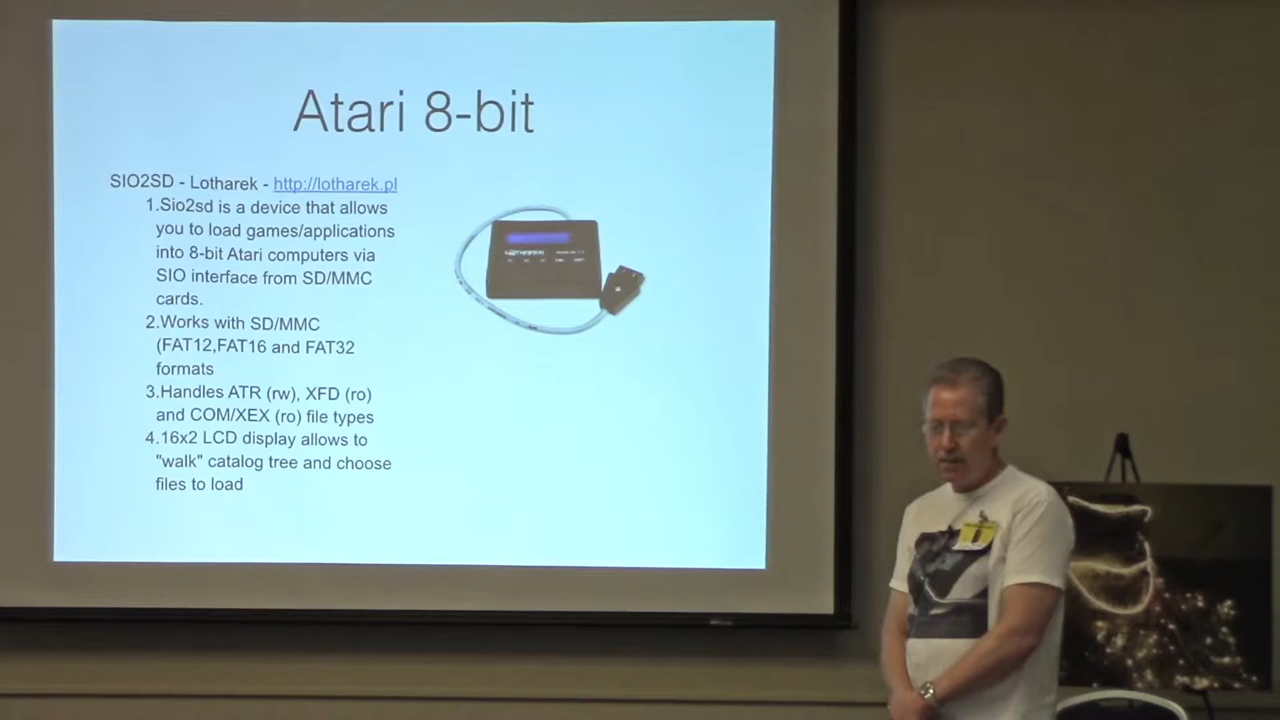 Atari 8-bit
SIO2SD - Lotharek - http://lotharek.pl
1.Sio2sd is a device that allows
you to load games/applications
into 8-bit Atari computers via
SIO interface from SD/MMC
cards.
2.Works with SD/MMC
(FAT12,FAT16 and FAT32
formats
3.Handles ATR (rw), XFD (ro)
and COM/XEX (ro) file types
4.16x2 LCD display allows to
"walk" catalog tree and choose
files to load
LOTHAREK